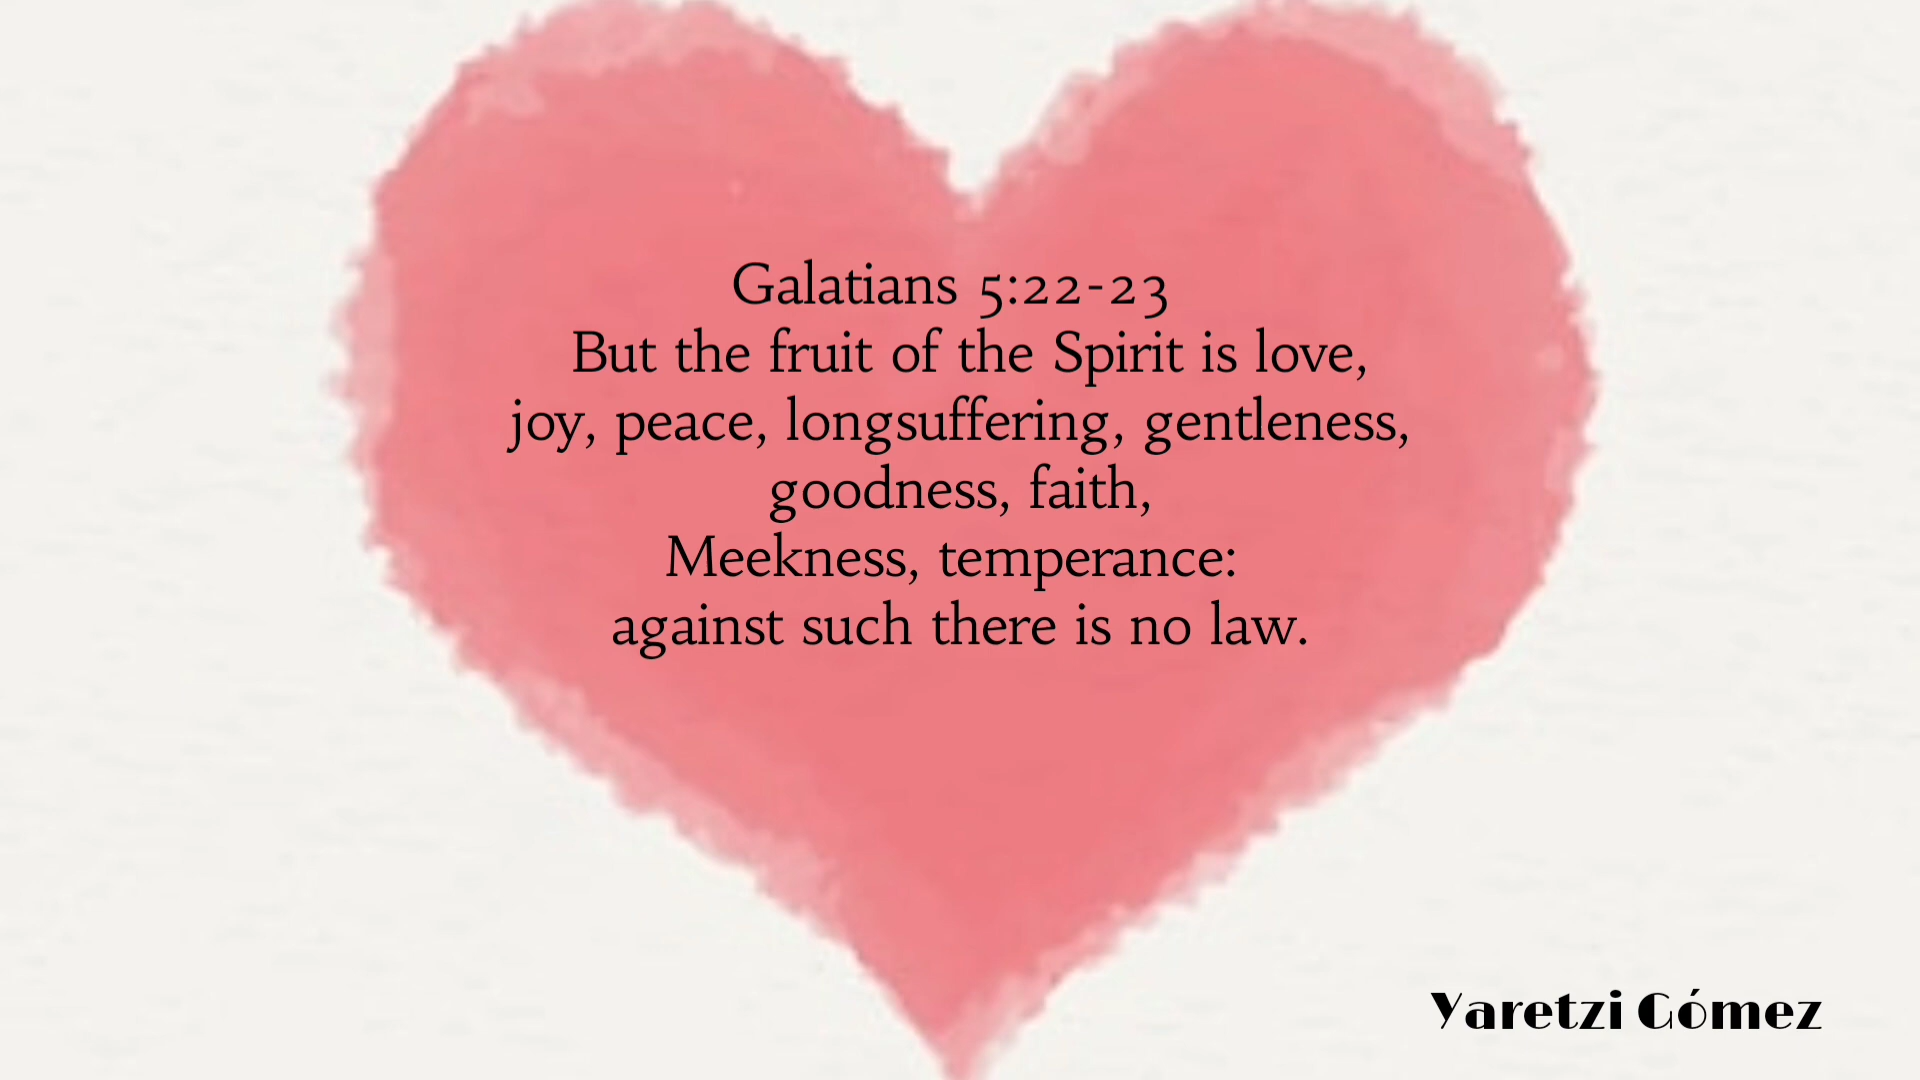 Galatians 5:22-23
But the fruit of the Spirit is love,
joy, peace, longsuffering, gentleness,
goodness, faith,
Meekness, temperance:
against such there is no law.
Yaretzi Gómez